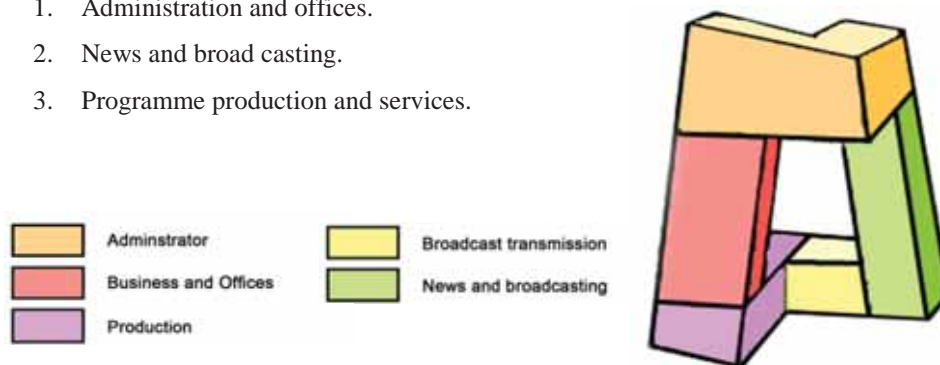 1. Administration and offices.
2. News and broad casting.
3. Programme production and services.
Adminstrator
Business and Offices
Production
Broadcast transmission
News and broadcasting